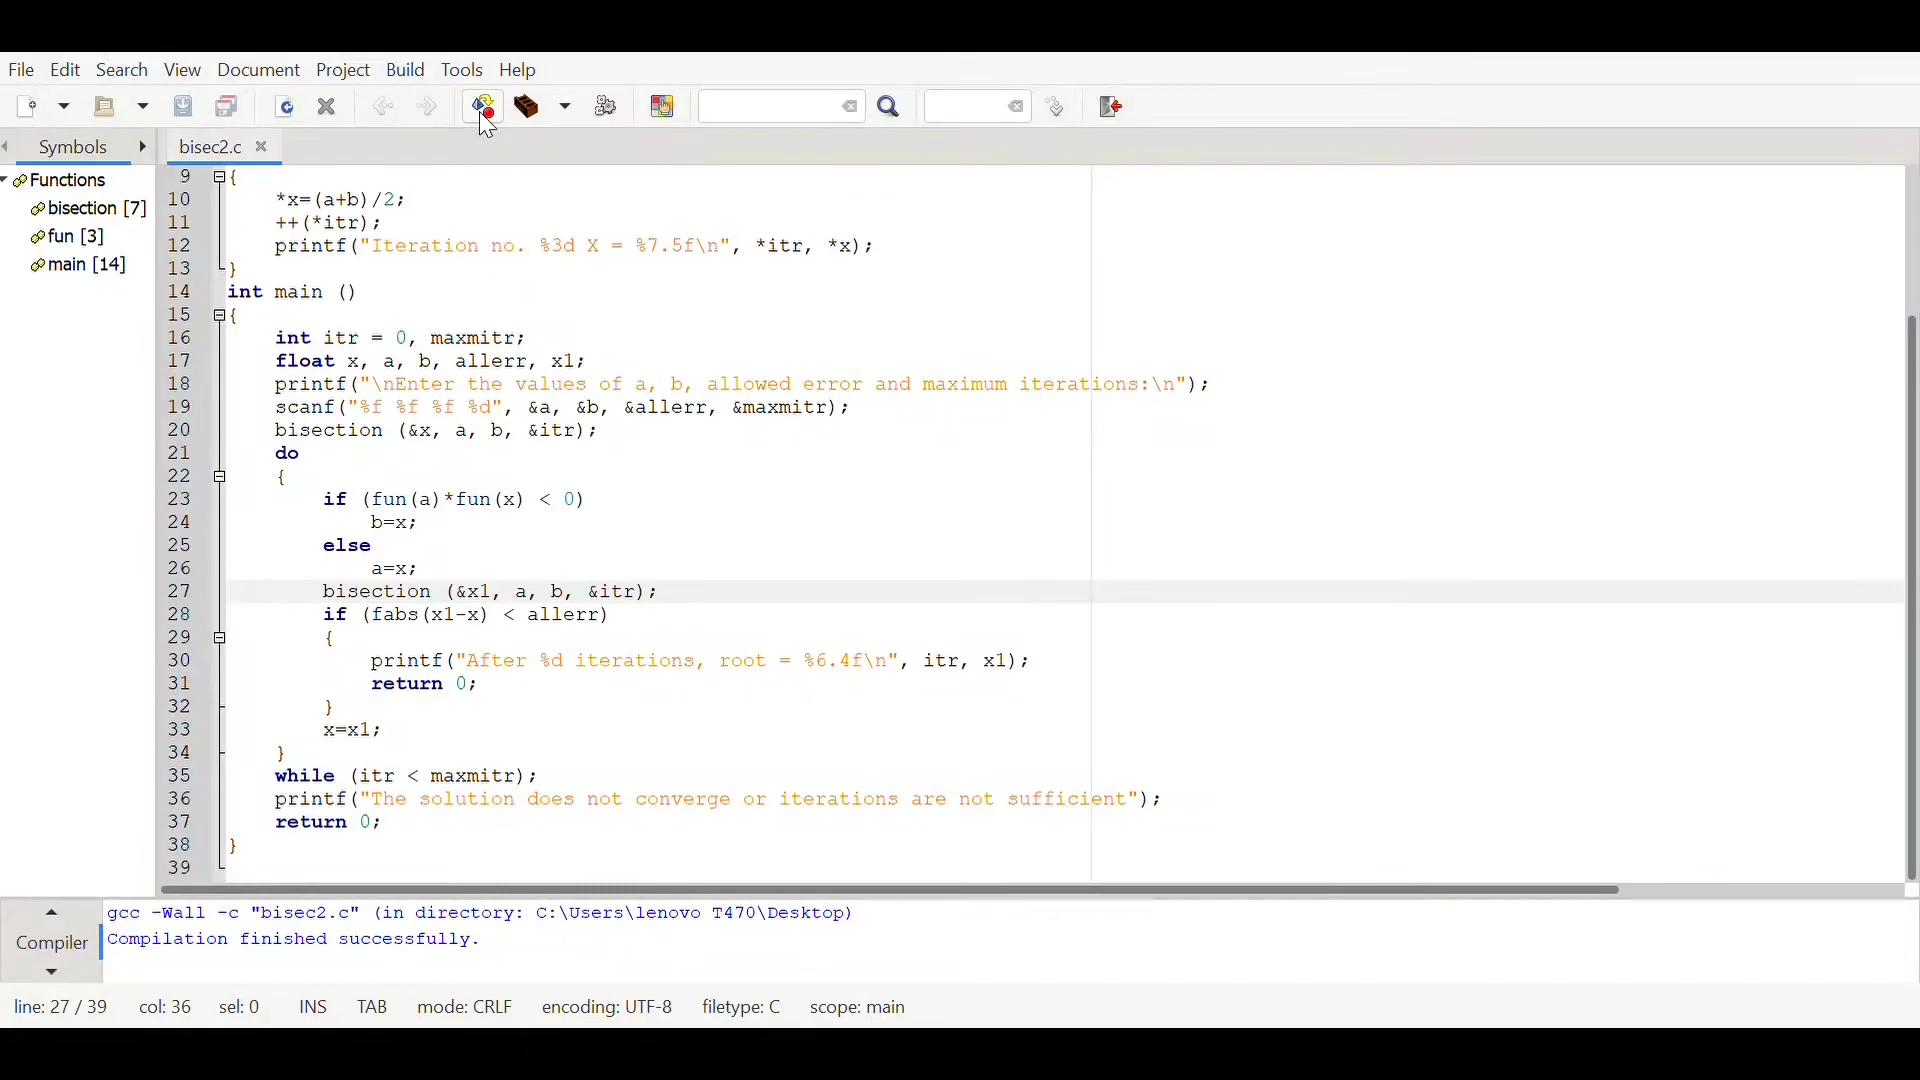 File Edit Search View Document Project Build Tools Help
Symbols bisec2.c
Functions
bisection [7]
fun [3]
main [14]
9 {
10 *x=(a+b)/2;
11 ++(*itr);
12 printf("Iteration no. %3d X = %7.5f\n", *itr, *x);
13 }
14 int main ()
15 {
16 int itr = 0, maxmitr;
17 float x, a, b, allerr, x1;
18 printf("\nEnter the values of a, b, allowed error and maximum iterations:\n");
19 scanf("%f %f %f %d", &a, &b, &allerr, &maxmitr);
20 bisection (&x, a, b, &itr);
21 do
22 {
23 if (fun(a)*fun(x) < 0)
24 b=x;
25 else
26 a=x;
27 bisection (&x1, a, b, &itr);
28 if (fabs(x1-x) < allerr)
29 {
30 printf("After %d iterations, root = %6.4f\n", itr, x1);
31 return 0;
32 }
33 x=x1;
34 }
35 while (itr < maxmitr);
36 printf("The solution does not converge or iterations are not sufficient");
37 return 0;
38 }
39
Compiler
gcc -Wall -c "bisec2.c" (in directory: C:\Users\lenovo T470\Desktop)
Compilation finished successfully.
line: 27 / 39 col: 36 sel: 0 INS TAB mode: CRLF encoding: UTF-8 filetype: C scope: main